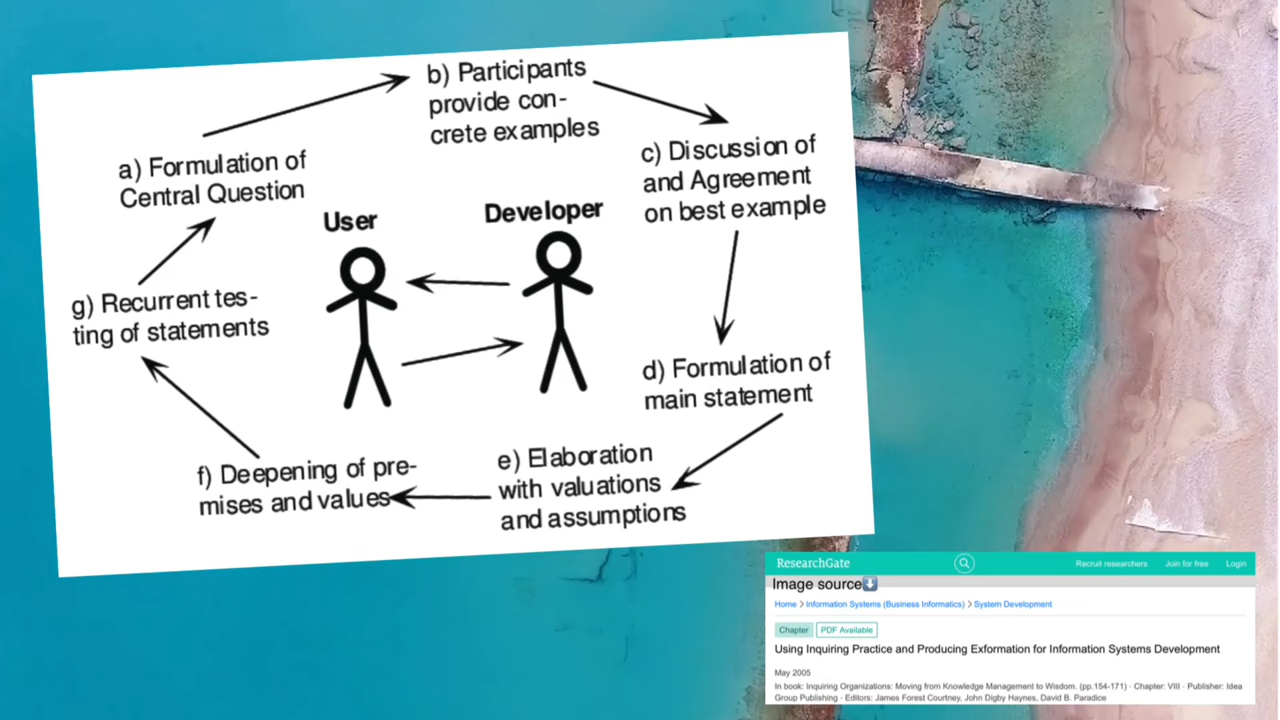 b) Participants
provide con-
crete examples
a) Formulation of
Central Question
c) Discussion of
and Agreement
on best example
User
Developer
g) Recurrent tes-
ting of statements
d) Formulation of
main statement
f) Deepening of pre-
mises and values
e) Elaboration
with valuations
and assumptions
ResearchGate
Recruit researchers Join for free Login
Image source⬇️
Home > Information Systems (Business Informatics) > System Development
Chapter PDF Available
Using Inquiring Practice and Producing Exformation for Information Systems Development
May 2005
In book: Inquiring Organizations: Moving from Knowledge Management to Wisdom. (pp.154-171) · Chapter: VIII · Publisher: Idea
Group Publishing · Editors: James Forest Courtney, John Digby Haynes, David B. Paradice